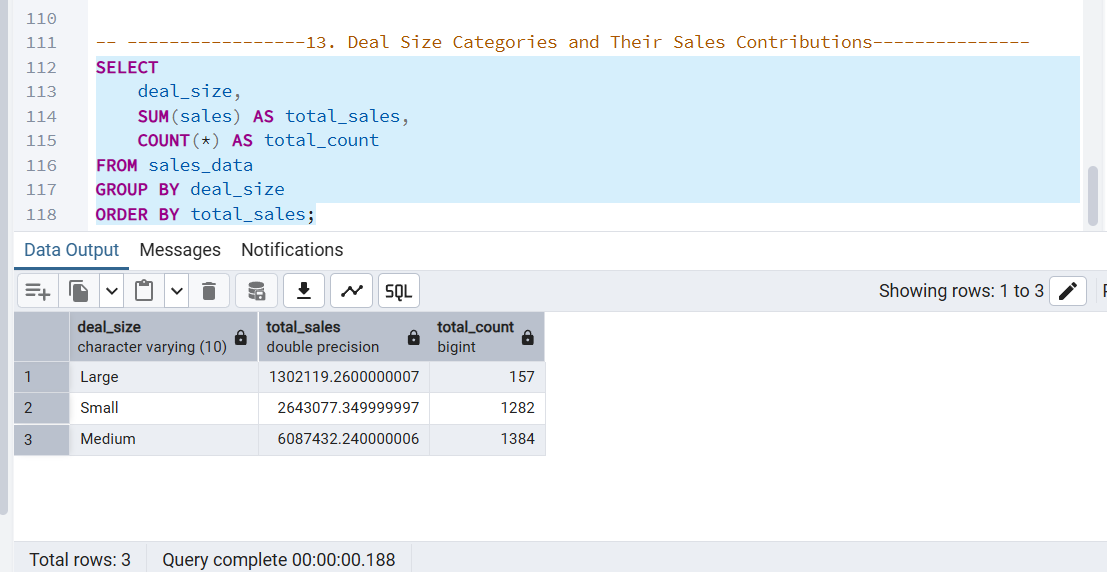 110
111 -- -----------------13. Deal Size Categories and Their Sales Contributions---------------
112 SELECT
113 deal_size,
114 SUM(sales) AS total_sales,
115 COUNT(*) AS total_count
116 FROM sales_data
117 GROUP BY deal_size
118 ORDER BY total_sales;
Data Output Messages Notifications
SQL Showing rows: 1 to 3
deal_size total_sales total_count
character varying (10) double precision bigint
1 Large 1302119.2600000007 157
2 Small 2643077.349999997 1282
3 Medium 6087432.240000006 1384
Total rows: 3 Query complete 00:00:00.188